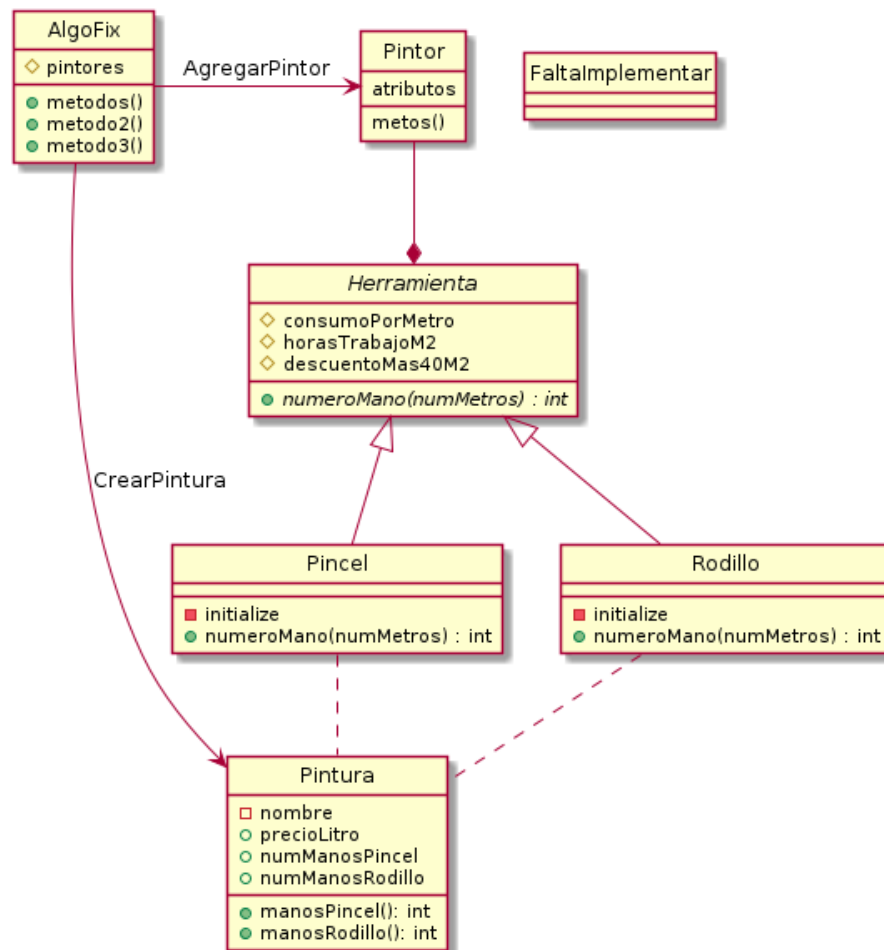 AlgoFix
pintores
metodos()
metodo2()
metodo3()
AgregarPintor
Pintor
atributos
metos()
FaltaImplementar
Herramienta
consumoPorMetro
horasTrabajoM2
descuentoMas40M2
numeroMano(numMetros) : int
CrearPintura
Pincel
initialize
numeroMano(numMetros) : int
Rodillo
initialize
numeroMano(numMetros) : int
Pintura
nombre
precioLitro
numManosPincel
numManosRodillo
manosPincel(): int
manosRodillo(): int